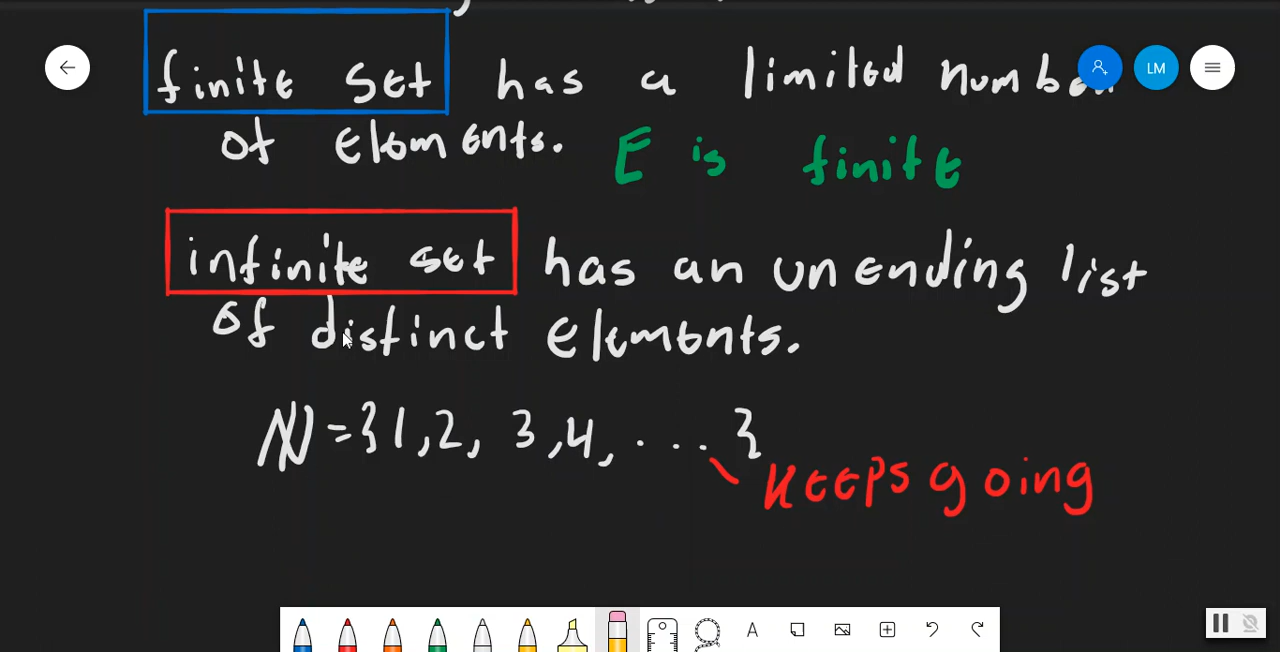 finite set has a limited number
of elements. E is finite
infinite set has an unending list
of distinct elements.
ℕ={1,2, 3,4, ...}
keeps going
LM
A